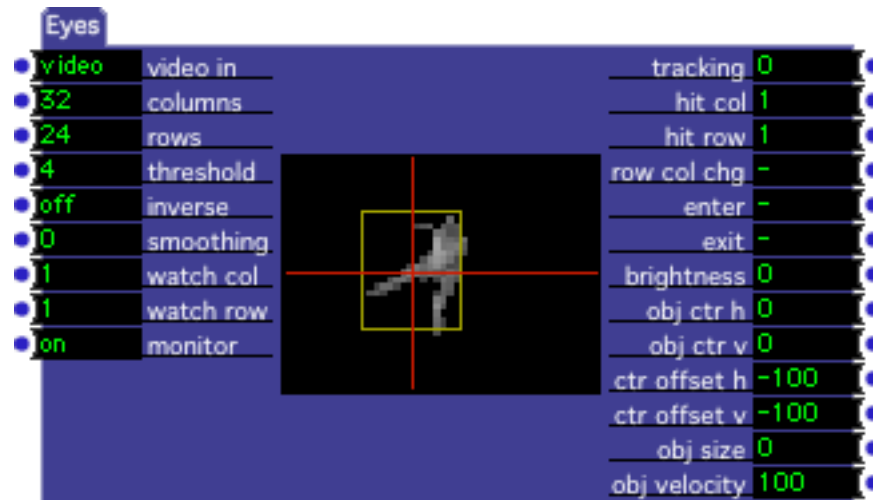 Eyes
video video in tracking 0
32 columns hit col 1
24 rows hit row 1
4 threshold row col chg -
off inverse enter -
0 smoothing exit -
1 watch col brightness 0
1 watch row obj ctr h 0
on monitor obj ctr v 0
ctr offset h -100
ctr offset v -100
obj size 0
obj velocity 100